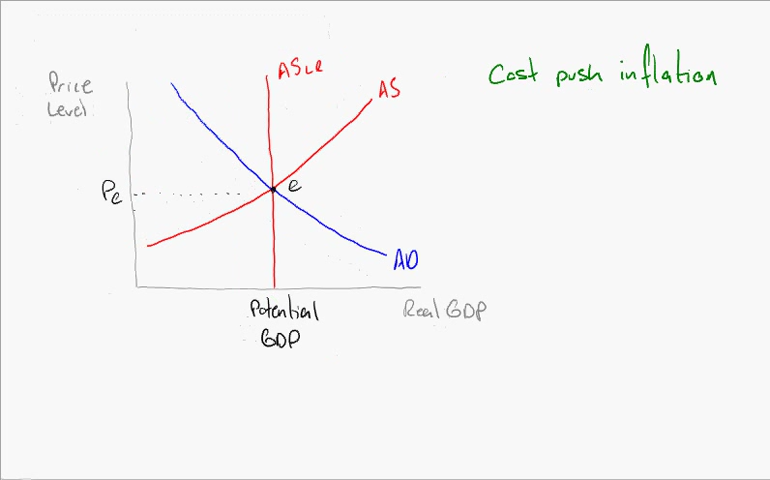 Cost push inflation
Price
Level
ASLR
AS
Pe
e
AD
Potential
GDP
Real GDP